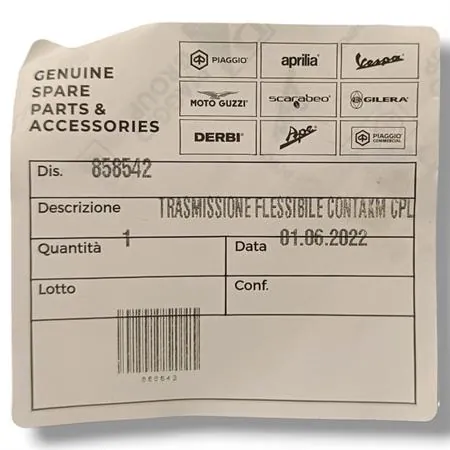 GENUINE
SPARE
PARTS &
ACCESSORIES
PIAGGIO aprilia Vespa
MOTO GUZZI scarabeo GILERA
DERBI Ape PIAGGIO COMMERCIAL
Dis. 858542
Descrizione TRASMISSIONE FLESSIBILE CONTAKM CPL
Quantità 1 Data 01.06.2022
Lotto Conf.
858542